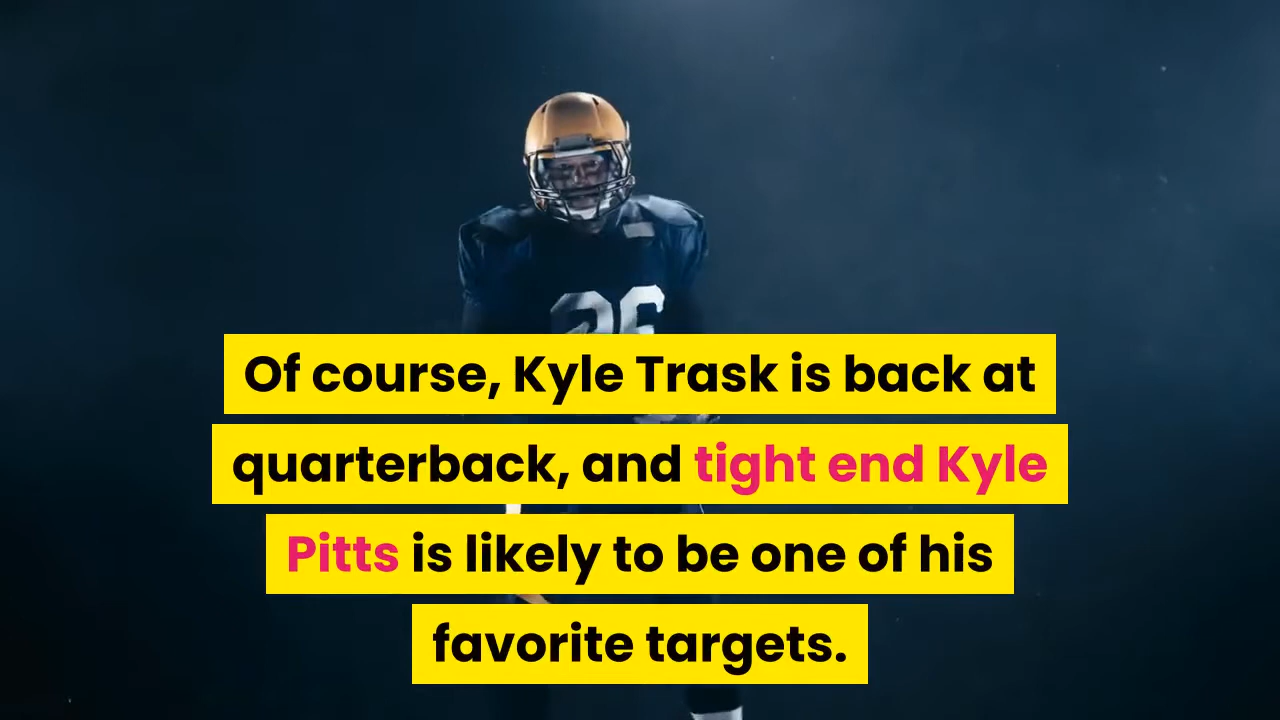 26
Of course, Kyle Trask is back at
quarterback, and tight end Kyle
Pitts is likely to be one of his
favorite targets.